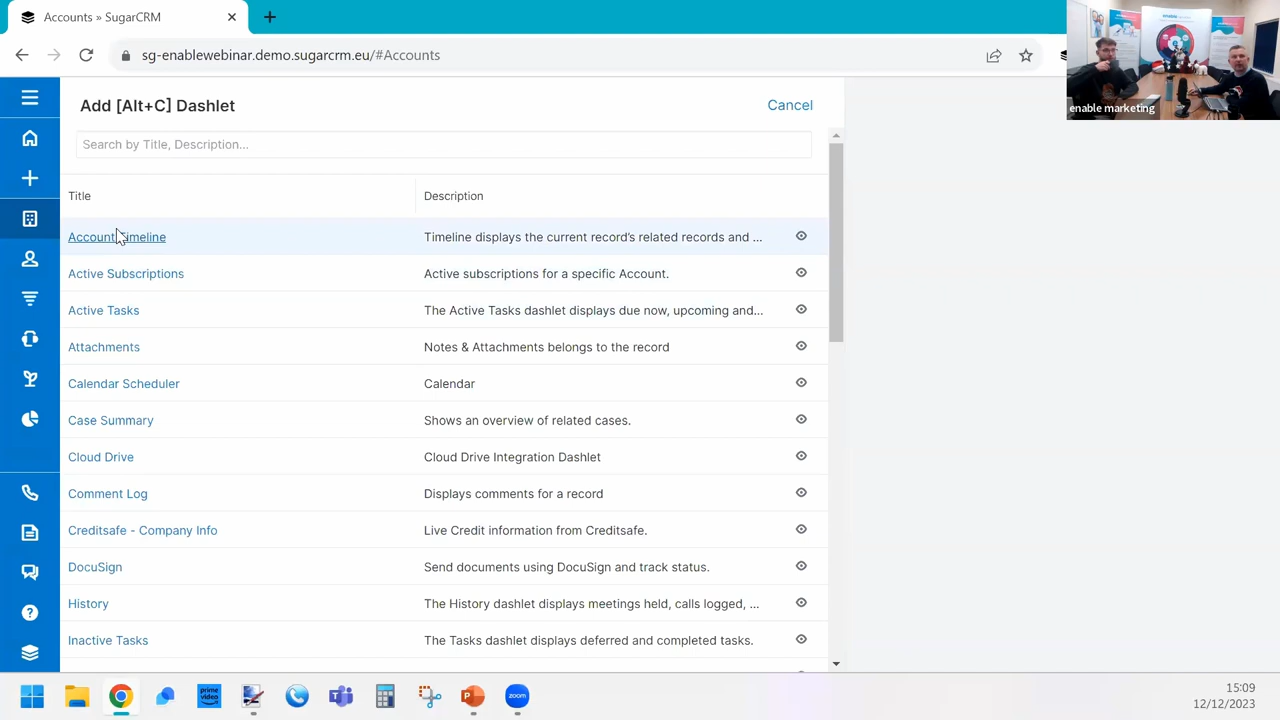 Accounts » SugarCRM
sg-enablewebinar.demo.sugarcrm.eu/#Accounts
enable marketing
Add [Alt+C] Dashlet
Cancel
Search by Title, Description...
Title
Description
Account Timeline
Timeline displays the current record's related records and ...
Active Subscriptions
Active subscriptions for a specific Account.
Active Tasks
The Active Tasks dashlet displays due now, upcoming and...
Attachments
Notes & Attachments belongs to the record
Calendar Scheduler
Calendar
Case Summary
Shows an overview of related cases.
Cloud Drive
Cloud Drive Integration Dashlet
Comment Log
Displays comments for a record
Creditsafe - Company Info
Live Credit information from Creditsafe.
DocuSign
Send documents using DocuSign and track status.
History
The History dashlet displays meetings held, calls logged, ...
Inactive Tasks
The Tasks dashlet displays deferred and completed tasks.
prime
video
zoom
15:09
12/12/2023